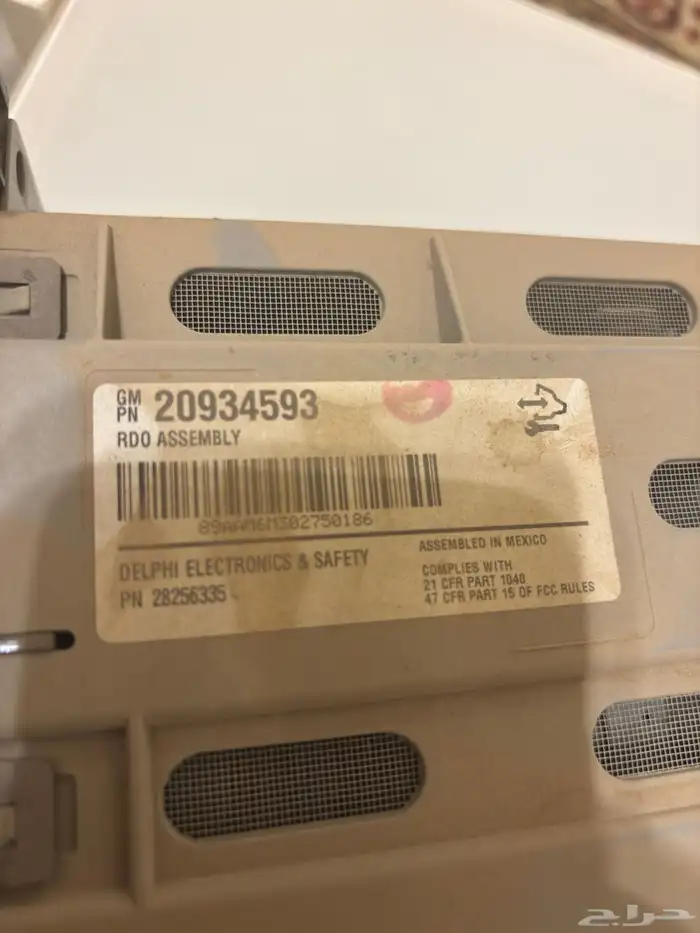 GM
PN 20934593
RDO ASSEMBLY
89AAM6M302750186
DELPHI ELECTRONICS & SAFETY
PN 28256335
ASSEMBLED IN MEXICO
COMPLIES WITH
21 CFR PART 1040
47 CFR PART 15 OF FCC RULES
حراج